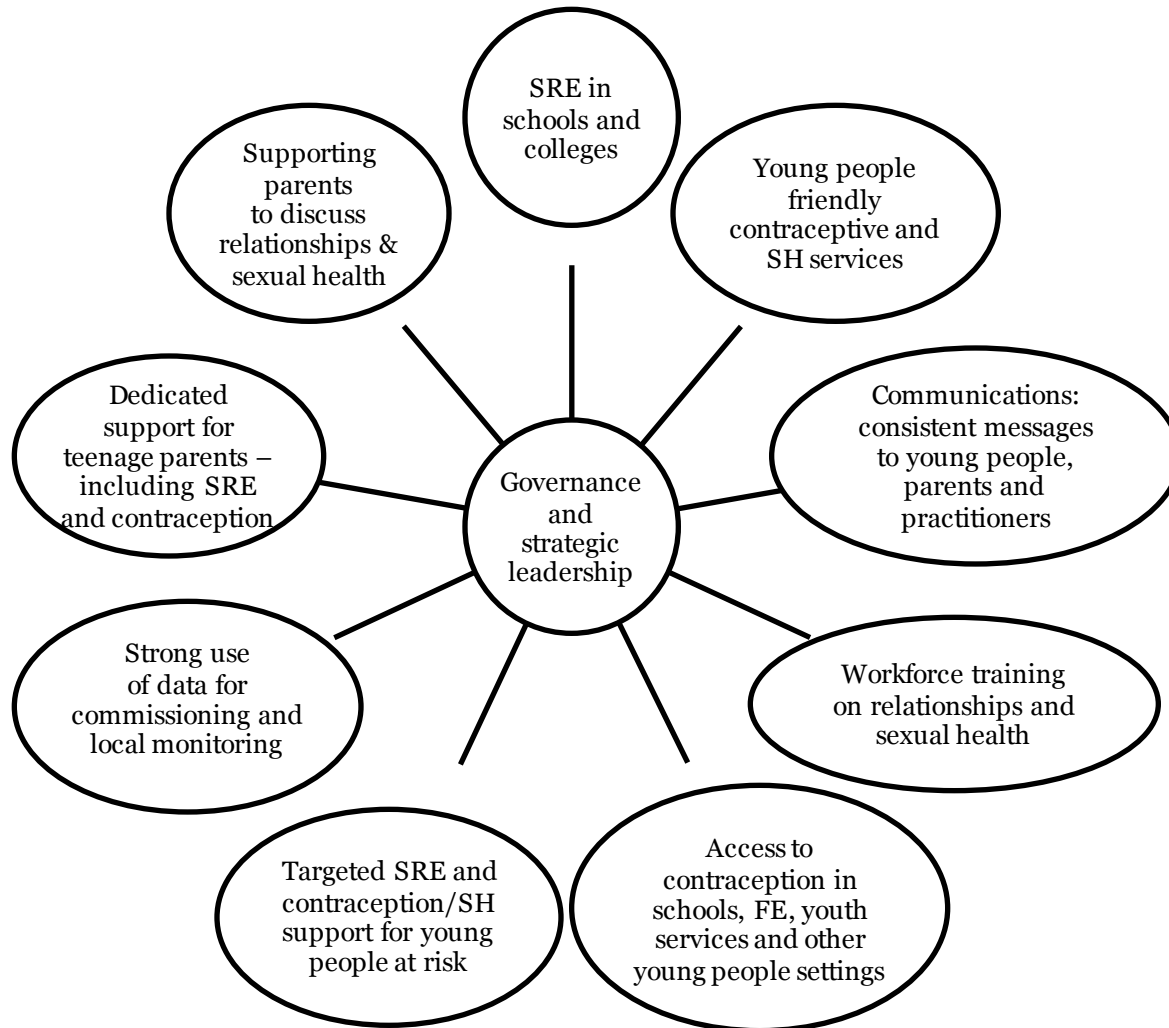 SRE in
schools and
colleges
Supporting
parents
to discuss
relationships &
sexual health
Young people
friendly
contraceptive and
SH services
Dedicated
support for
teenage parents –
including SRE
and contraception
Communications:
consistent messages
to young people,
parents and
practitioners
Governance
and
strategic
leadership
Strong use
of data for
commissioning and
local monitoring
Workforce training
on relationships and
sexual health
Targeted SRE and
contraception/SH
support for young
people at risk
Access to
contraception in
schools, FE, youth
services and other
young people settings